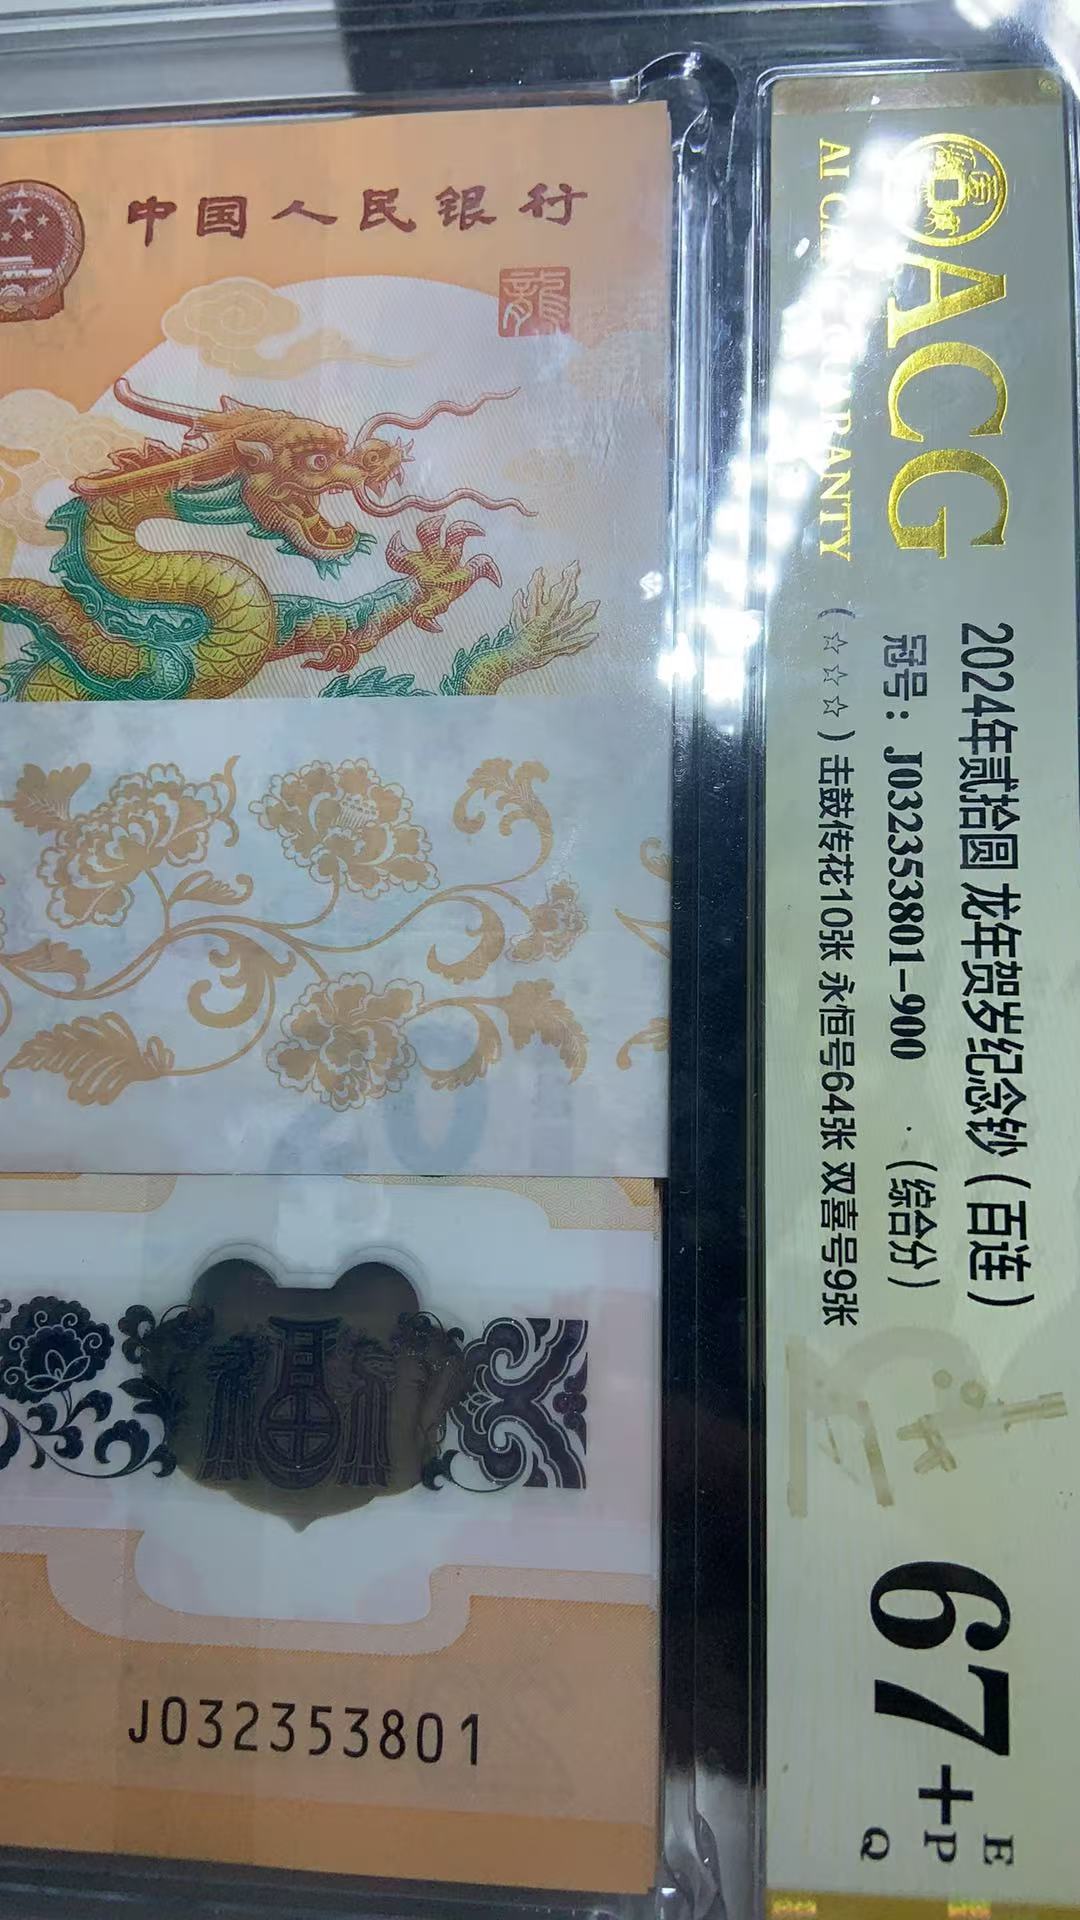 中国人民银行
龍
J032353801
ACG
AI CHINA GUARANTY
2024年贰拾圆 龙年贺岁纪念钞（百连）
冠号：J032353801-900 （综合分）
（☆☆☆）击鼓传花10张 永恒号64张 双喜号9张
67+
E
P
Q